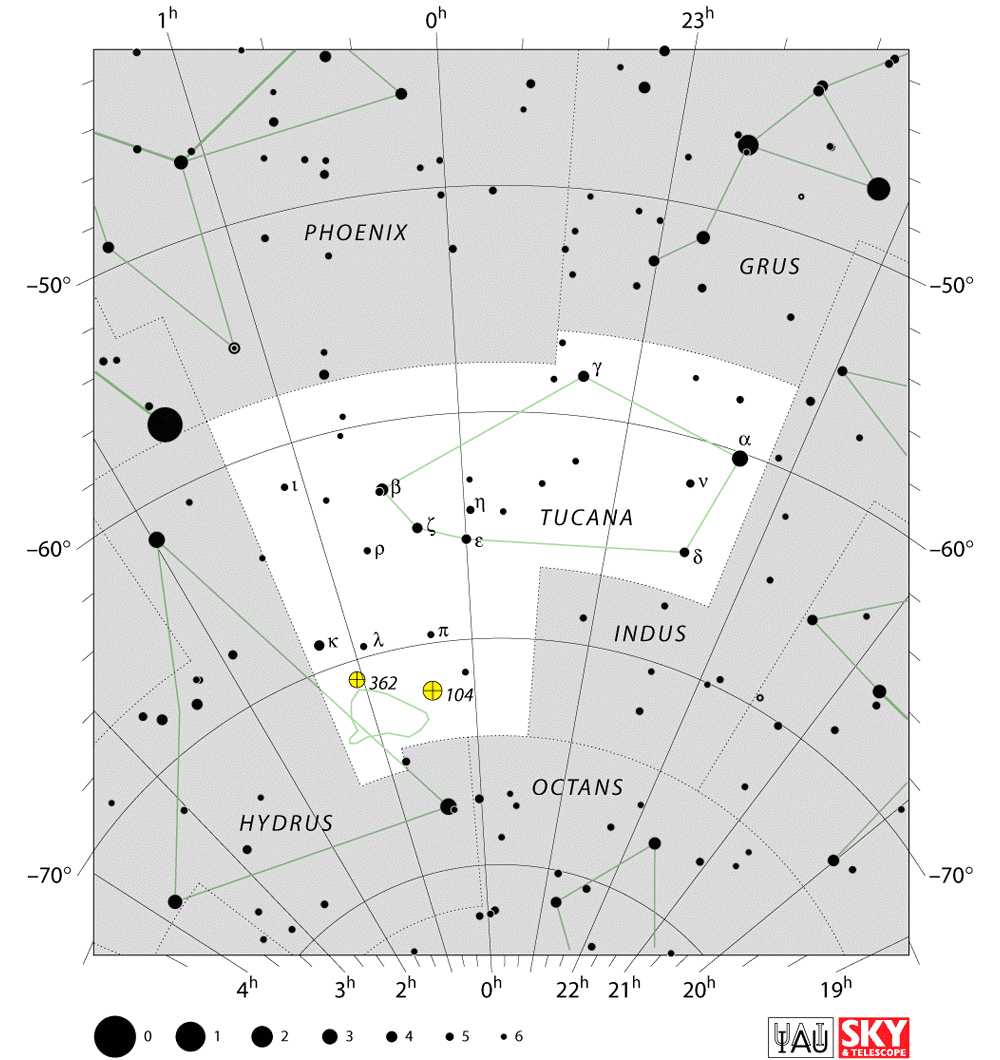 1h 0h 23h
PHOENIX
GRUS
–50° –50°
γ
α
ι β ν
η
TUCANA
ζ ε
ρ δ
–60° –60°
κ λ π
INDUS
362 104
OCTANS
HYDRUS
–70° –70°
4h 3h 2h 0h 22h 21h 20h 19h
0 1 2 3 4 5 6
IAU
SKY
& TELESCOPE